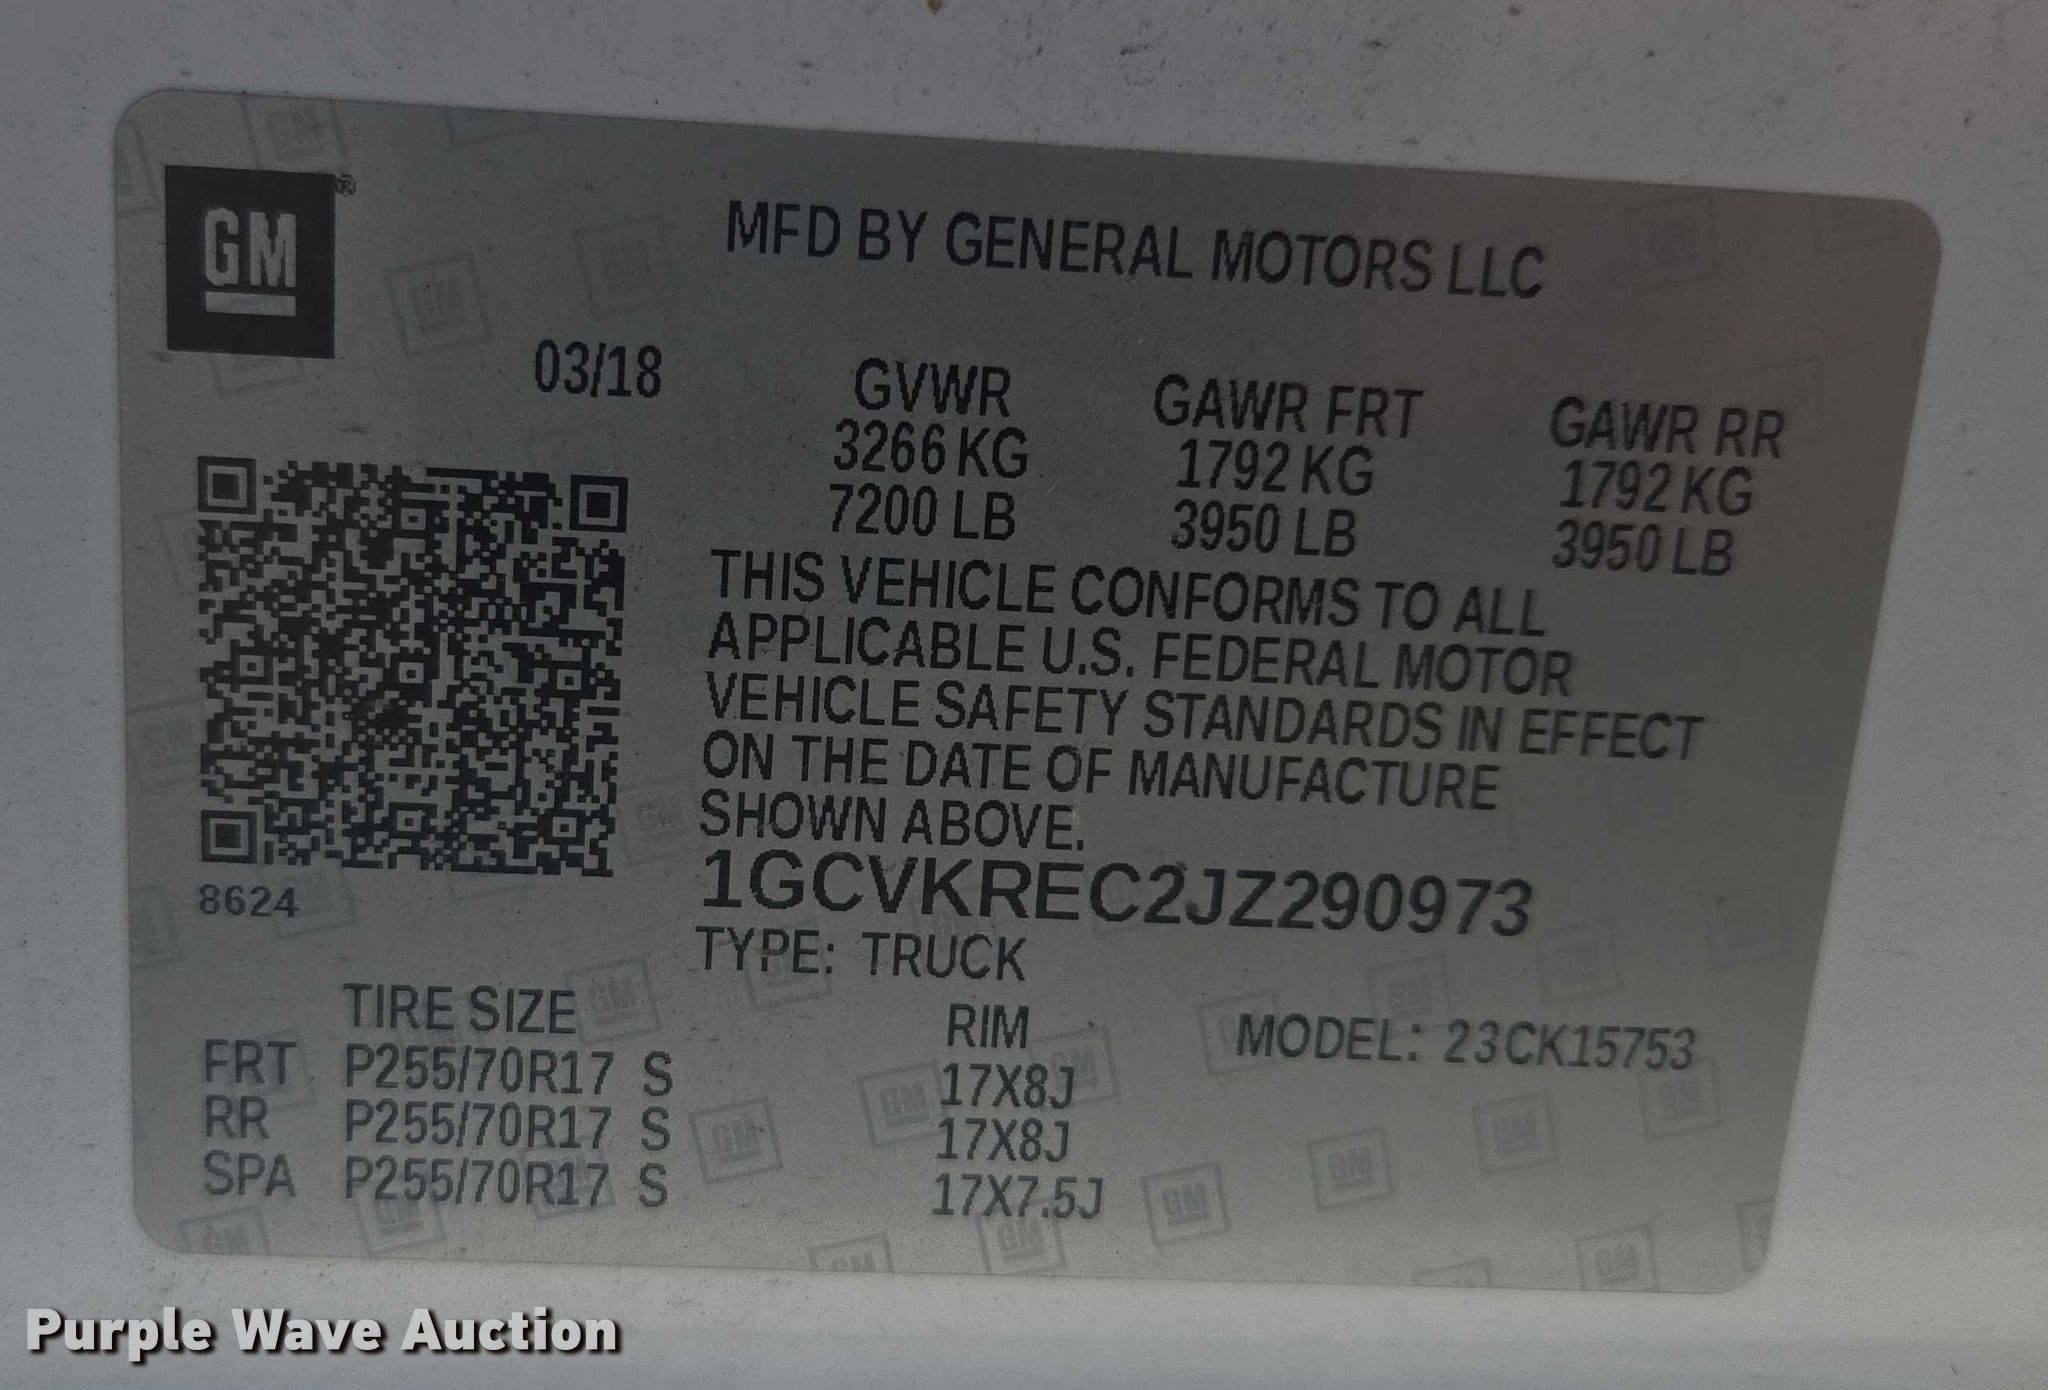 GM®
MFD BY GENERAL MOTORS LLC
03/18
GVWR GAWR FRT GAWR RR
3266 KG 1792 KG 1792 KG
7200 LB 3950 LB 3950 LB
THIS VEHICLE CONFORMS TO ALL
APPLICABLE U.S. FEDERAL MOTOR
VEHICLE SAFETY STANDARDS IN EFFECT
ON THE DATE OF MANUFACTURE
SHOWN ABOVE.
1GCVKREC2JZ290973
8624
TYPE: TRUCK
TIRE SIZE RIM MODEL: 23CK15753
FRT P255/70R17 S 17X8J
RR P255/70R17 S 17X8J
SPA P255/70R17 S 17X7.5J
Purple Wave Auction